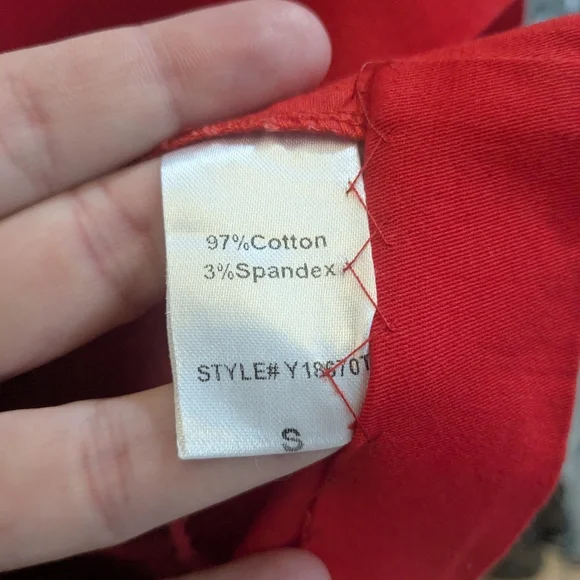 97%Cotton
3%Spandex
STYLE# Y18670T
S